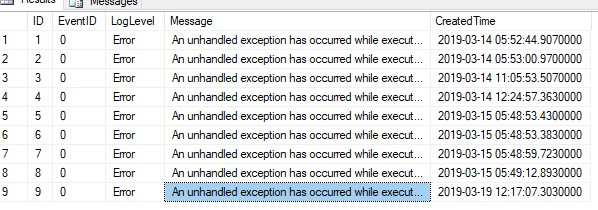 Results Messages
ID EventID LogLevel Message CreatedTime
1 1 0 Error An unhandled exception has occurred while execut... 2019-03-14 05:52:44.9070000
2 2 0 Error An unhandled exception has occurred while execut... 2019-03-14 05:53:00.9700000
3 3 0 Error An unhandled exception has occurred while execut... 2019-03-14 11:05:53.5070000
4 4 0 Error An unhandled exception has occurred while execut... 2019-03-14 12:24:57.3630000
5 5 0 Error An unhandled exception has occurred while execut... 2019-03-15 05:48:53.4300000
6 6 0 Error An unhandled exception has occurred while execut... 2019-03-15 05:48:53.3830000
7 7 0 Error An unhandled exception has occurred while execut... 2019-03-15 05:48:59.7230000
8 8 0 Error An unhandled exception has occurred while execut... 2019-03-15 05:49:12.8930000
9 9 0 Error An unhandled exception has occurred while execut... 2019-03-19 12:17:07.3030000